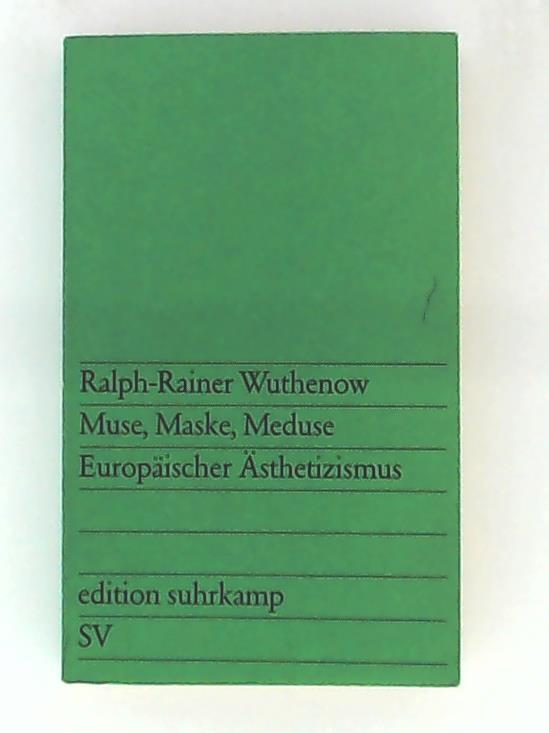 Ralph-Rainer Wuthenow
Muse, Maske, Meduse
Europäischer Ästhetizismus
edition suhrkamp
SV